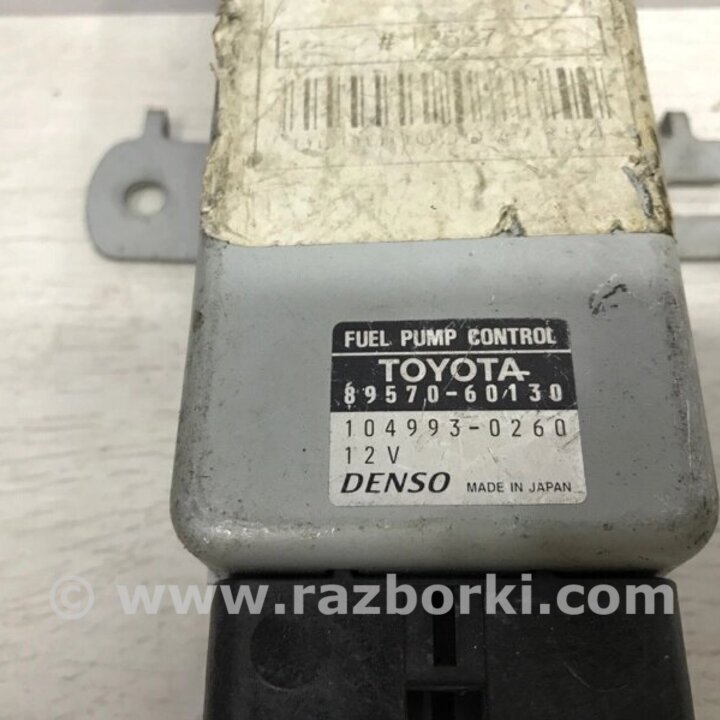 FUEL PUMP CONTROL
TOYOTA
89570-60130
104993-0260
12V
DENSO MADE IN JAPAN
© www.razborki.com